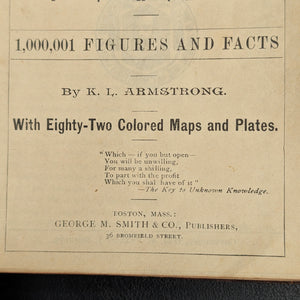 1,000,001 FIGURES AND FACTS
By K. L. ARMSTRONG.
With Eighty-Two Colored Maps and Plates.
"Which — if you but open—
You will be unwilling,
For many a shilling,
To part with the profit
Which you shal have of it"
—The Key to Unknown Knowledge.
BOSTON, MASS.:
GEORGE M. SMITH & CO., PUBLISHERS,
36 BROMFIELD STREET.